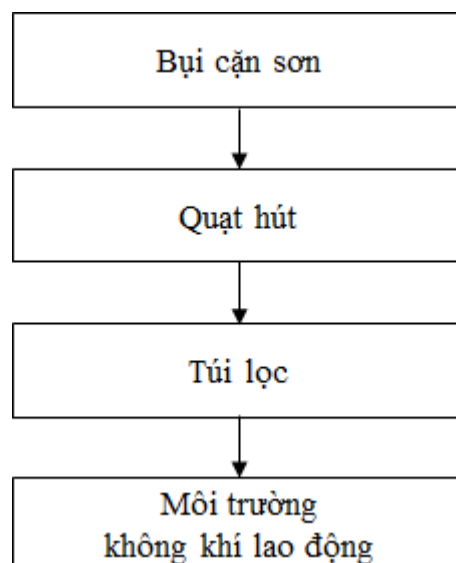 Bụi cặn sơn
Quạt hút
Túi lọc
Môi trường
không khí lao động